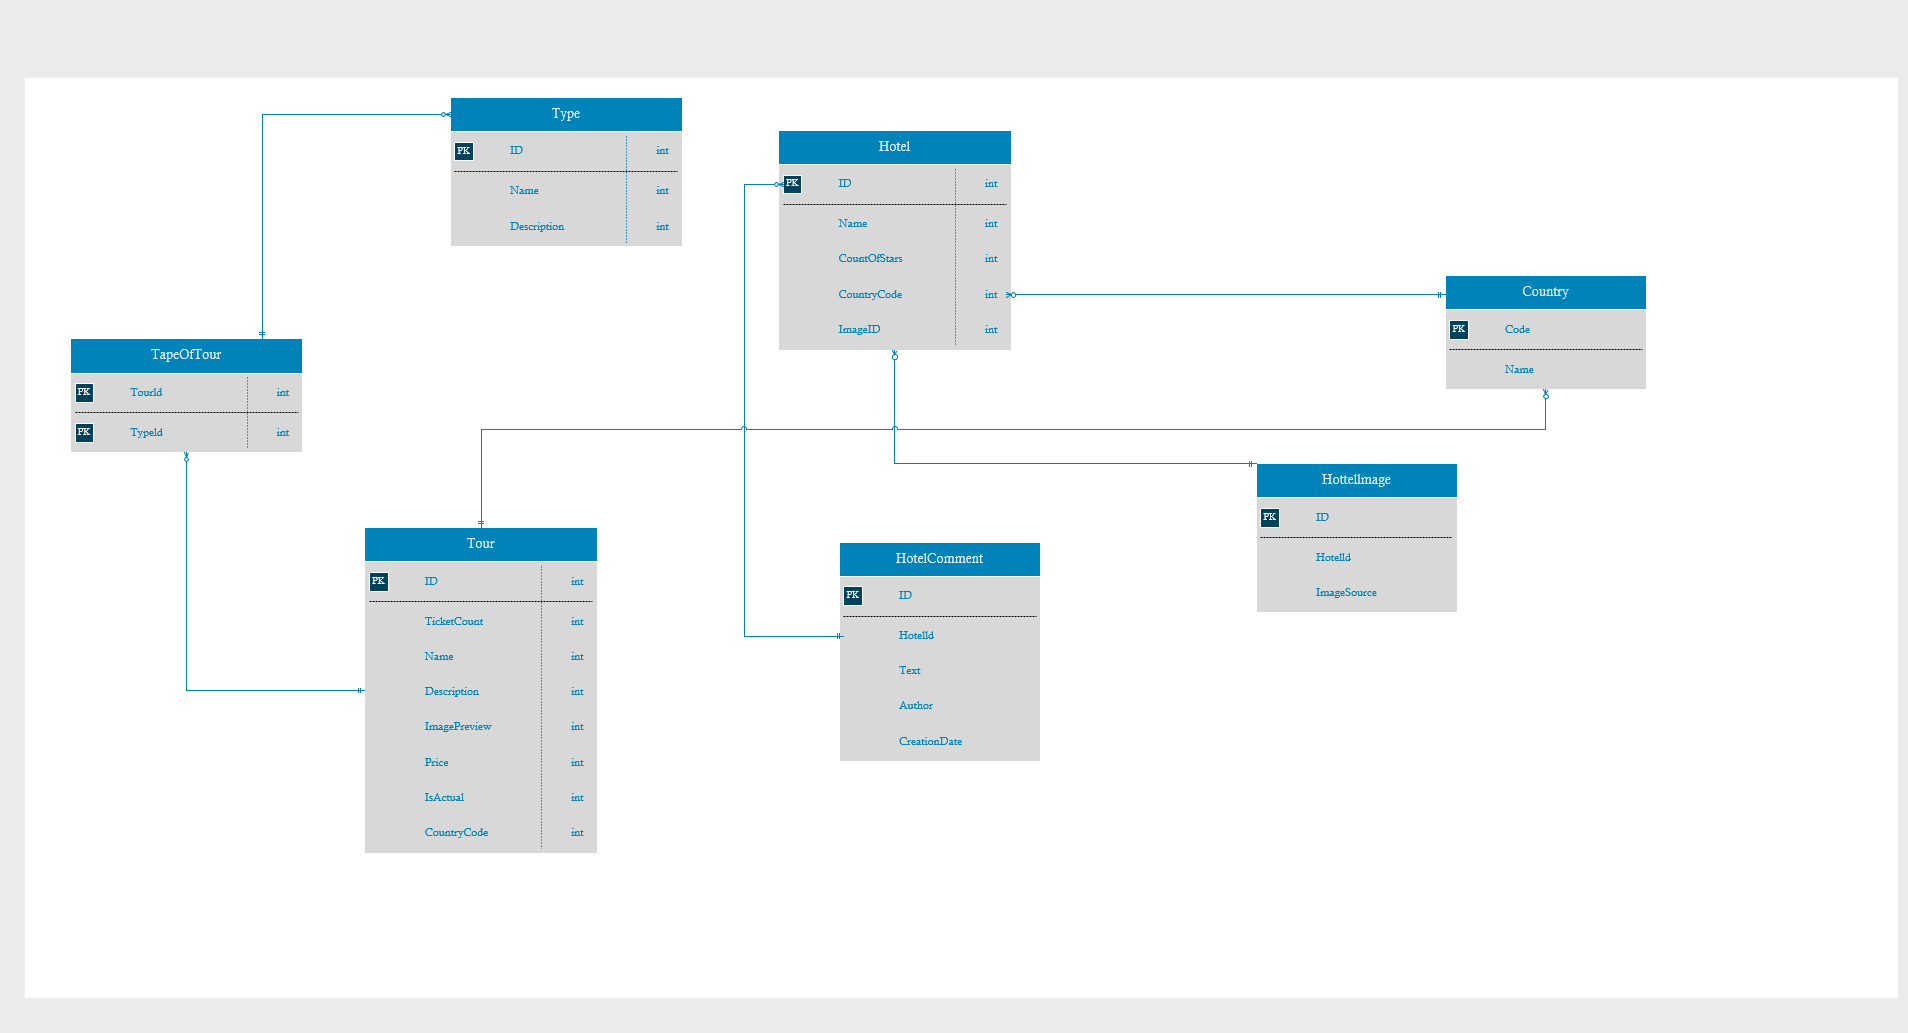 Type
PK ID int
Name int
Description int
Hotel
PK ID int
Name int
CountOfStars int
CountryCode int
ImageID int
Country
PK Code
Name
TapeOfTour
PK TourId int
PK TypeId int
HottelImage
PK ID
HotelId
ImageSource
Tour
PK ID int
TicketCount int
Name int
Description int
ImagePreview int
Price int
IsActual int
CountryCode int
HotelComment
PK ID
HotelId
Text
Author
CreationDate